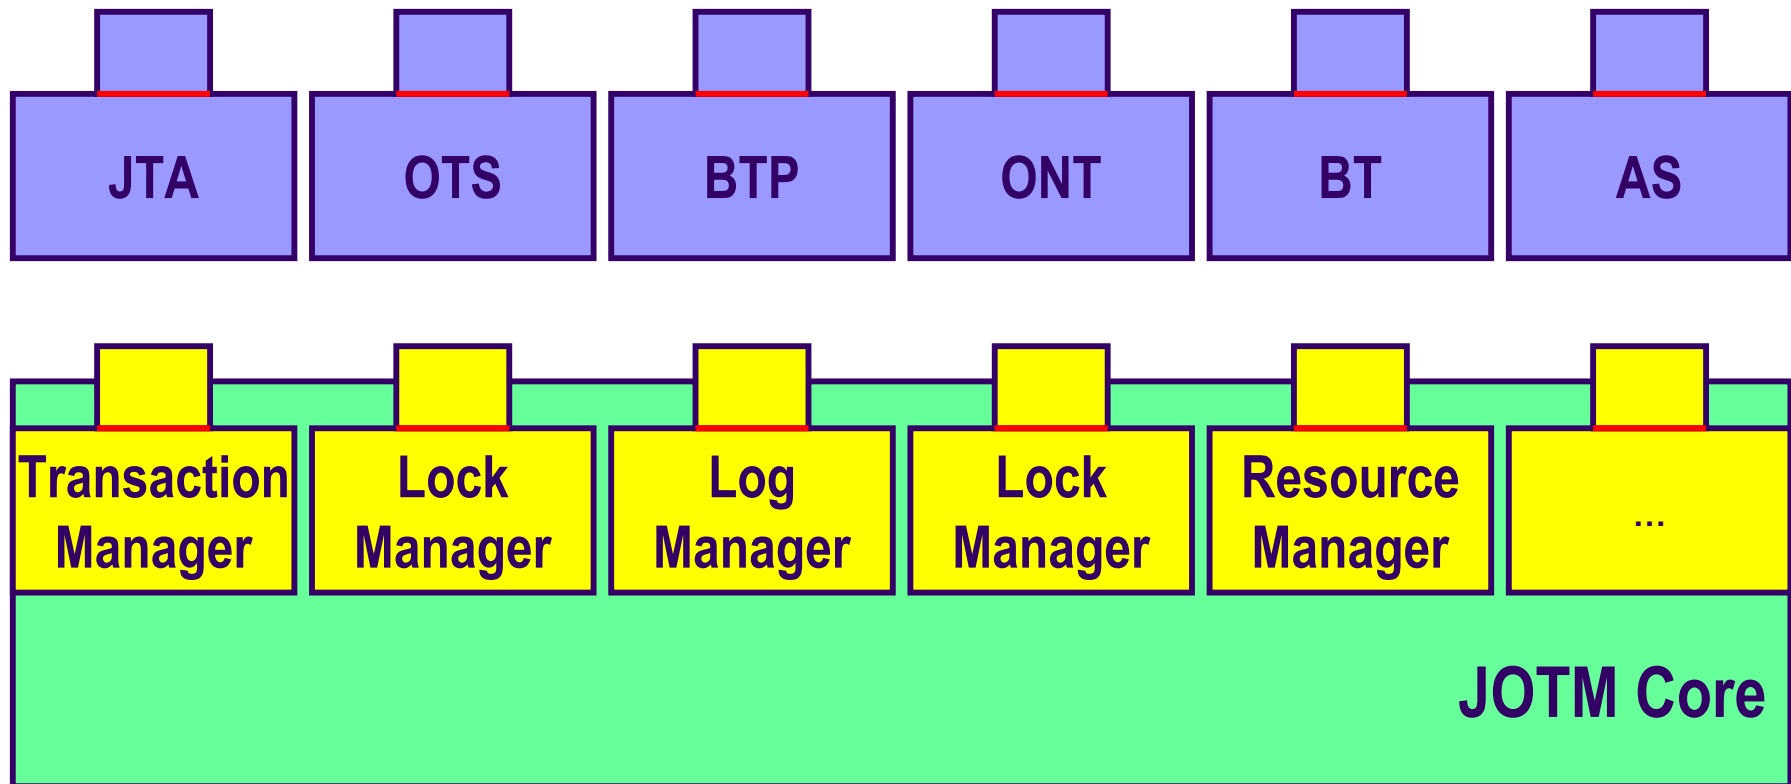 JTA OTS BTP ONT BT AS
Transaction Lock Log Lock Resource
Manager Manager Manager Manager Manager ...
JOTM Core